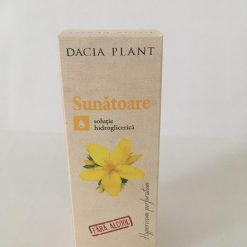 DACIA PLANT
Sunătoare
soluție
hidroglicerică
FĂRĂ ALCOOL
Hypericum perforatum